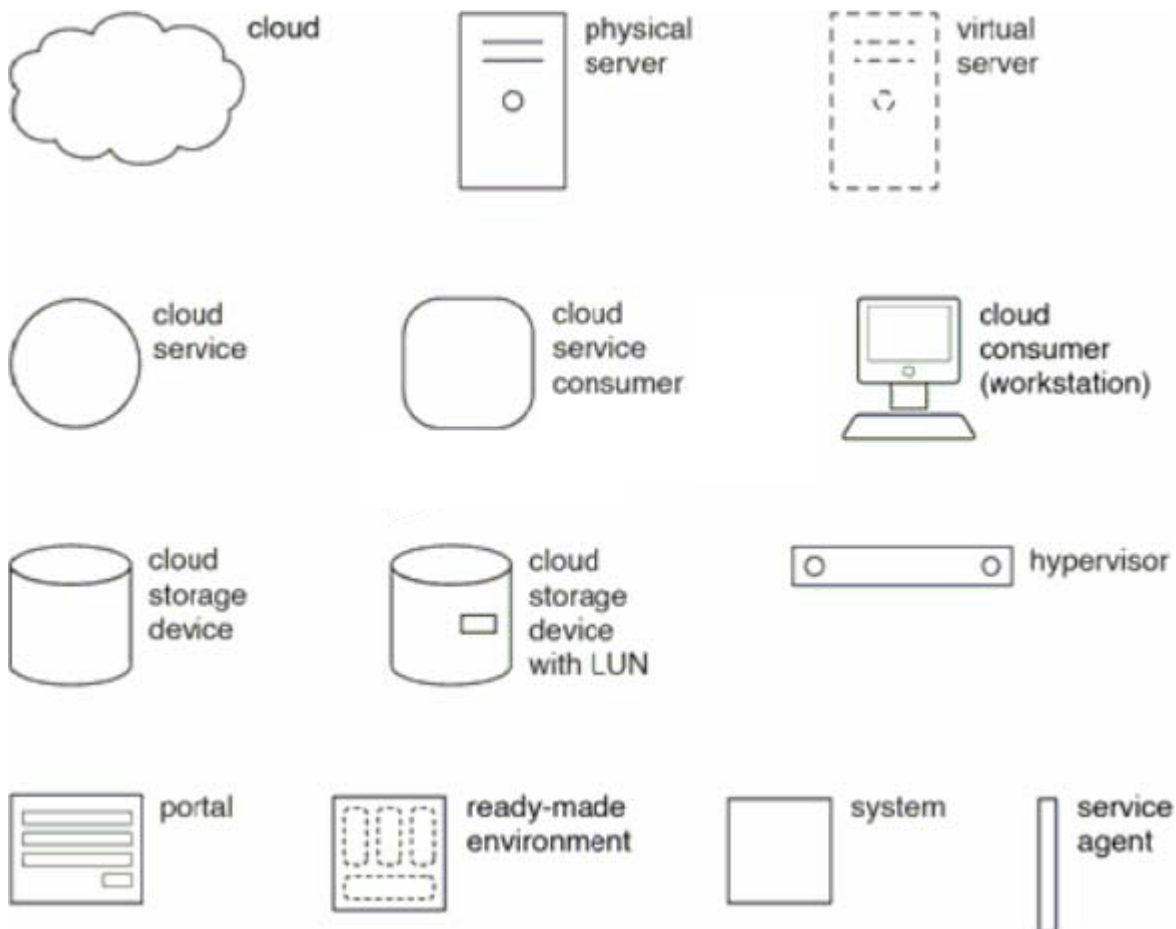 cloud
physical
server
virtual
server
cloud
service
cloud
service
consumer
cloud
consumer
(workstation)
cloud
storage
device
cloud
storage
device
with LUN
hypervisor
portal
ready-made
environment
system
service
agent